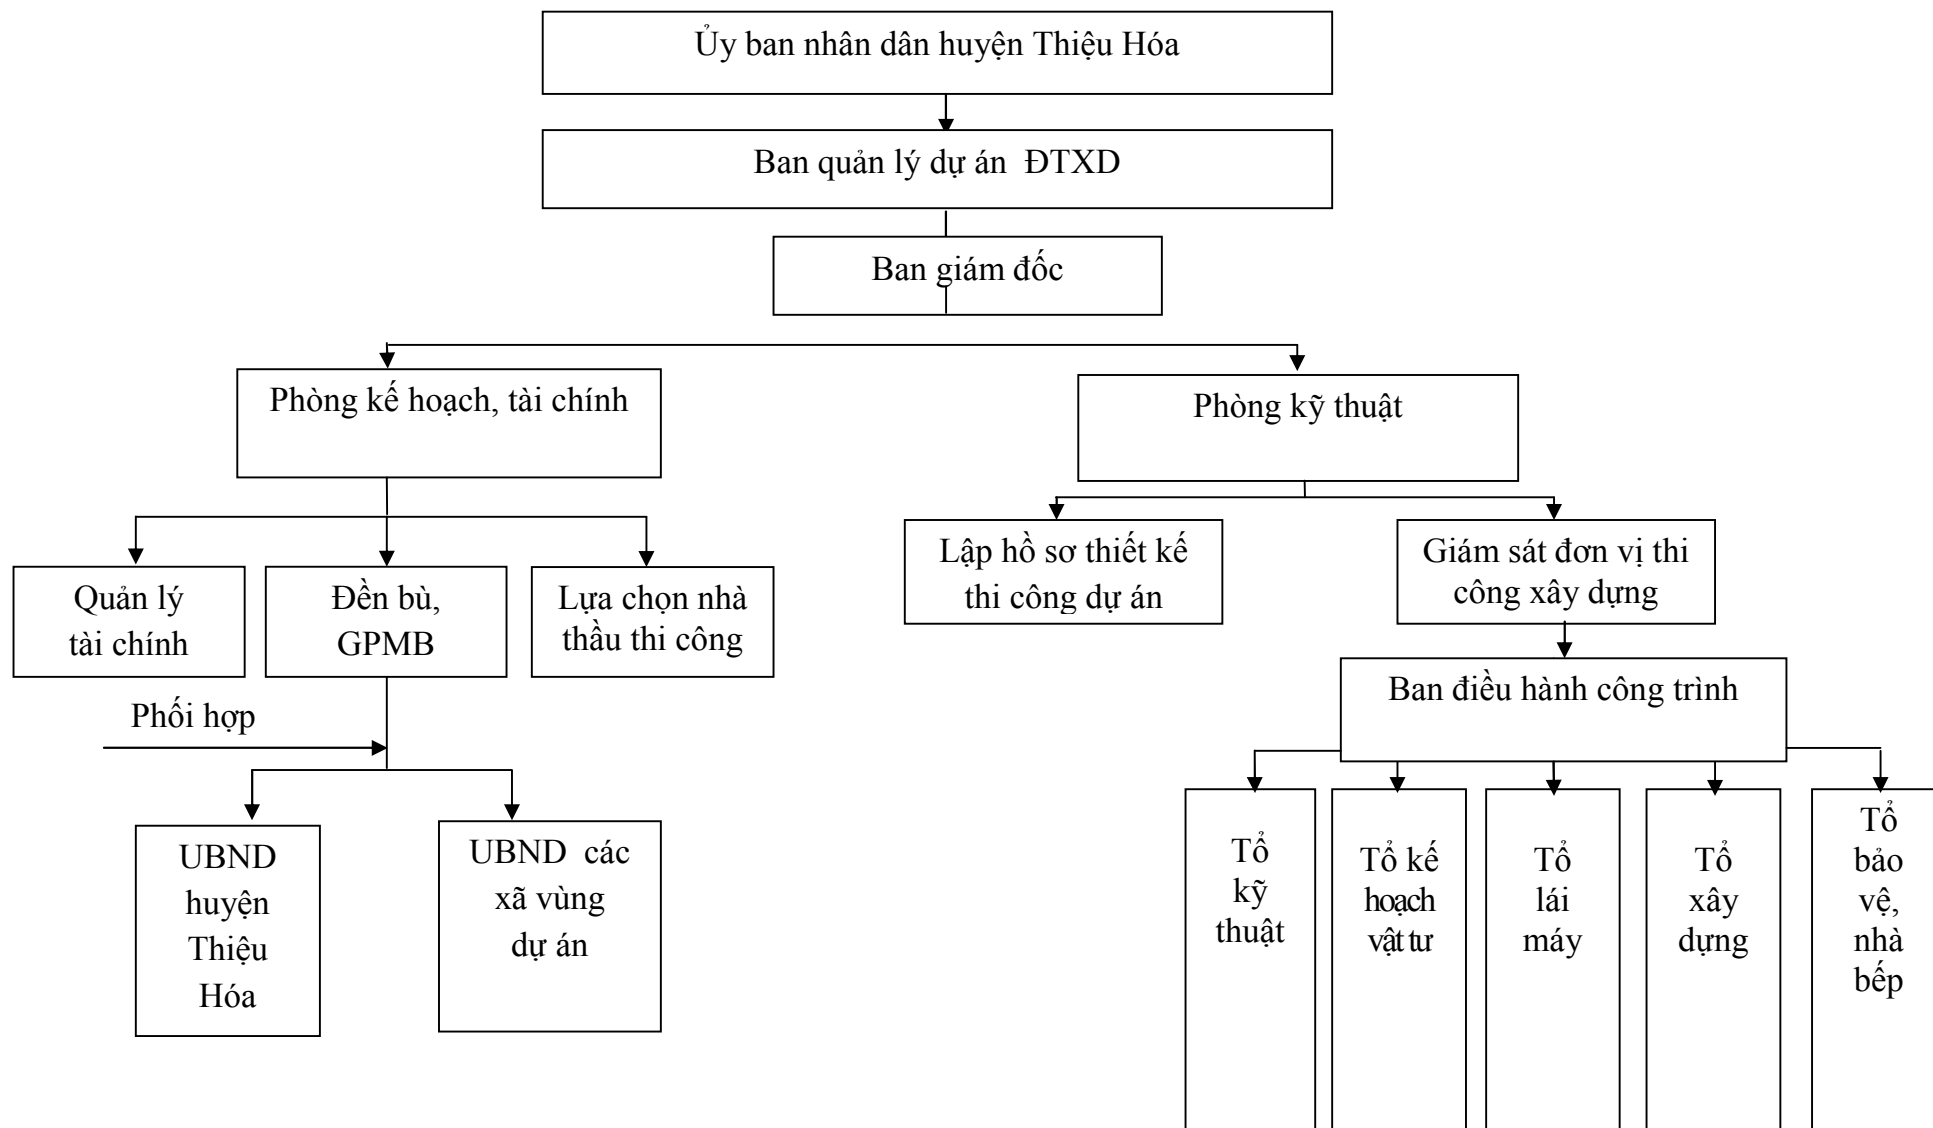 Ủy ban nhân dân huyện Thiệu Hóa
Ban quản lý dự án ĐTXD
Ban giám đốc
Phòng kế hoạch, tài chính
Phòng kỹ thuật
Quản lý
tài chính
Đền bù,
GPMB
Lựa chọn nhà
thầu thi công
Lập hồ sơ thiết kế
thi công dự án
Giám sát đơn vị thi
công xây dựng
Phối hợp
Ban điều hành công trình
UBND
huyện
Thiệu
Hóa
UBND các
xã vùng
dự án
Tổ
kỹ
thuật
Tổ kế
hoạch
vật tư
Tổ
lái
máy
Tổ
xây
dựng
Tổ
bảo
vệ,
nhà
bếp